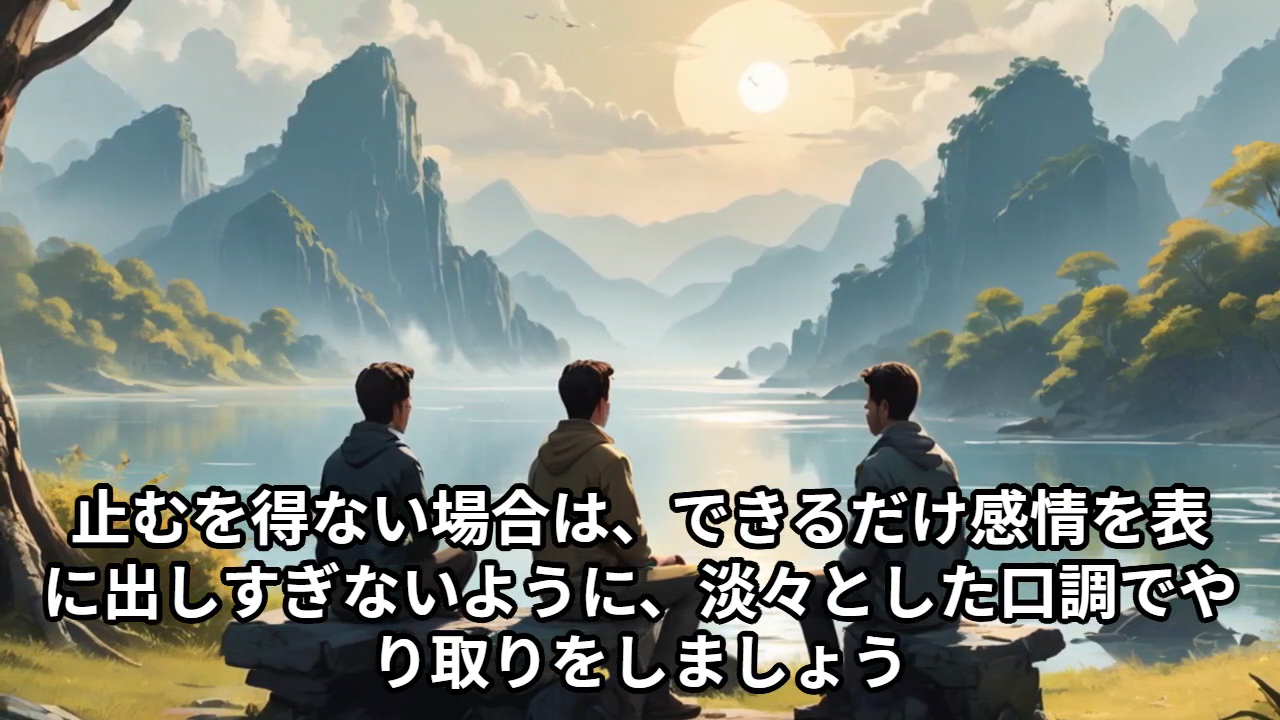 止むを得ない場合は、できるだけ感情を表
に出しすぎないように、淡々とした口調でや
り取りをしましょう